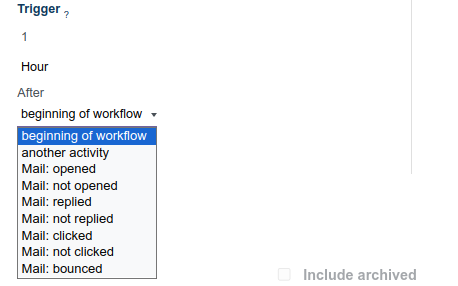 Trigger ?
1
Hour
After
beginning of workflow
beginning of workflow
another activity
Mail: opened
Mail: not opened
Mail: replied
Mail: not replied
Mail: clicked
Mail: not clicked
Mail: bounced
Include archived